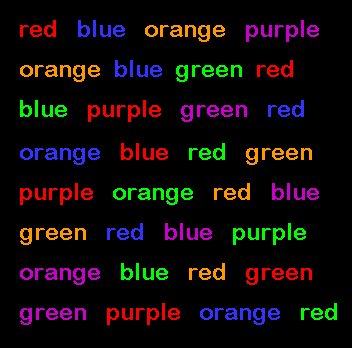 red blue orange purple
orange blue green red
blue purple green red
orange blue red green
purple orange red blue
green red blue purple
orange blue red green
green purple orange red